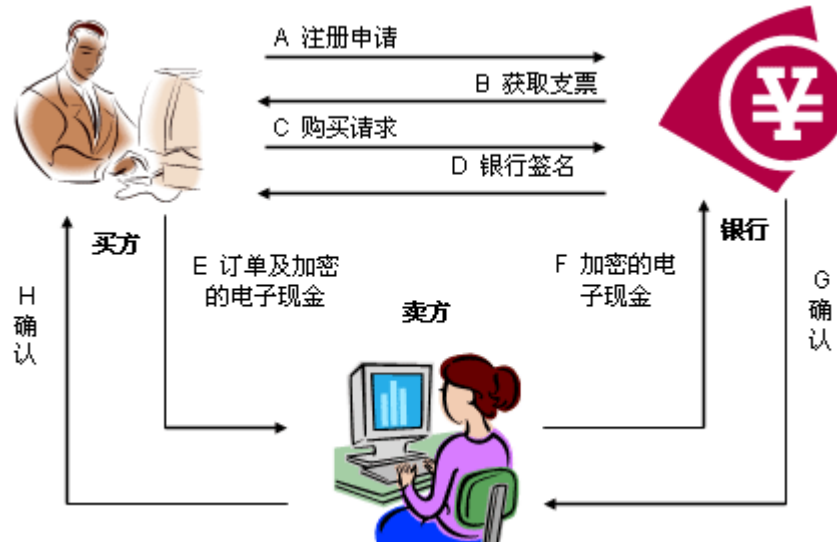 A 注册申请
B 获取支票
C 购买请求
D 银行签名
买方
银行
E 订单及加密
的电子现金
F 加密的电
子现金
卖方
H
确
认
G
确
认
¥